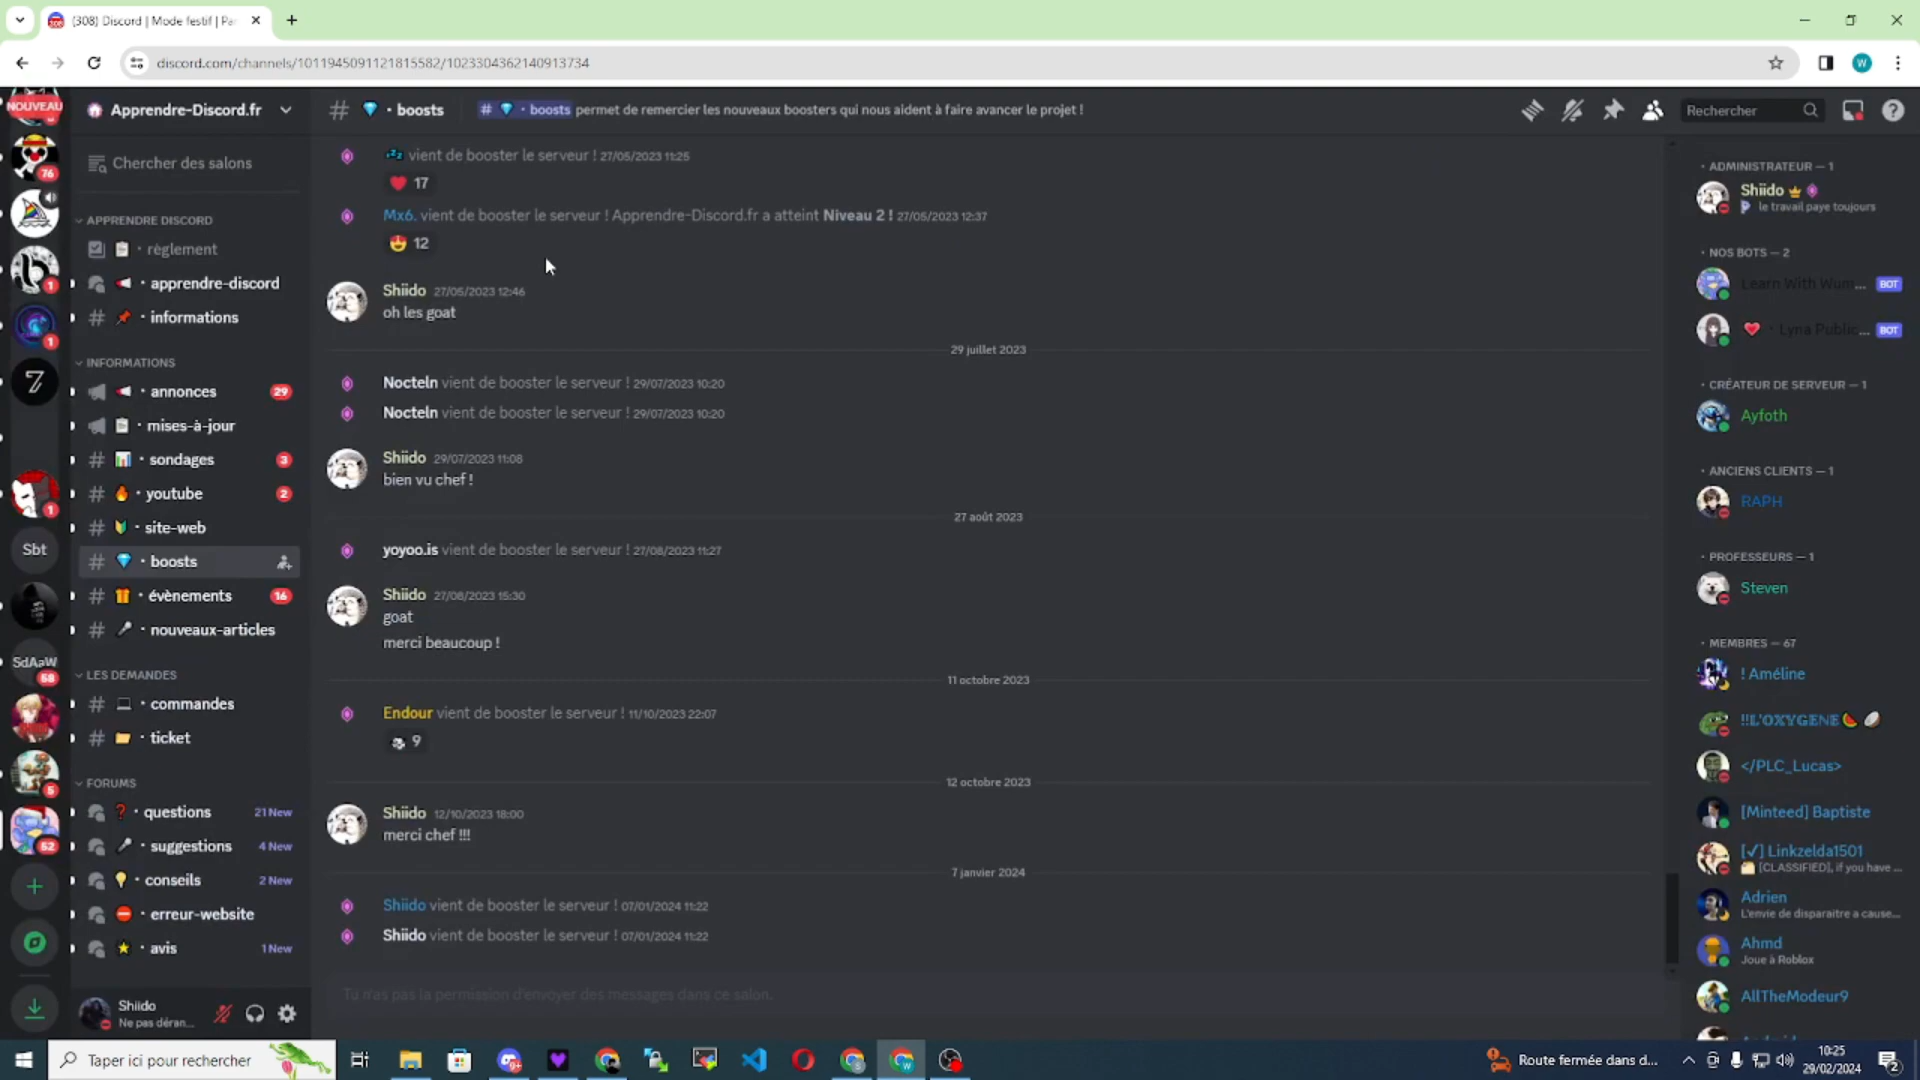 (308) Discord | Mode festif | Pa
discord.com/channels/1011945091121815582/1023304362140913734
NOUVEAU
76
1
1
7
1
Sbt
SdAaW
58
5
52
Apprendre-Discord.fr
Chercher des salons
APPRENDRE DISCORD
· règlement
· apprendre-discord
· informations
INFORMATIONS
· annonces 29
· mises-à-jour
· sondages 3
· youtube 2
· site-web
· boosts
· évènements 16
· nouveaux-articles
LES DEMANDES
· commandes
· ticket
FORUMS
· questions 21 New
· suggestions 4 New
· conseils 2 New
· erreur-website
· avis 1 New
Shiido
Ne pas déran...
# 💎 · boosts
# 💎 · boosts permet de remercier les nouveaux boosters qui nous aident à faire avancer le projet !
Rechercher
💤 vient de booster le serveur ! 27/05/2023 11:25
❤️ 17
Mx6. vient de booster le serveur ! Apprendre-Discord.fr a atteint Niveau 2 ! 27/05/2023 12:37
😍 12
Shiido 27/05/2023 12:46
oh les goat
29 juillet 2023
Nocteln vient de booster le serveur ! 29/07/2023 10:20
Nocteln vient de booster le serveur ! 29/07/2023 10:20
Shiido 29/07/2023 11:08
bien vu chef !
27 août 2023
yoyoo.is vient de booster le serveur ! 27/08/2023 11:27
Shiido 27/08/2023 15:30
goat
merci beaucoup !
11 octobre 2023
Endour vient de booster le serveur ! 11/10/2023 22:07
9
12 octobre 2023
Shiido 12/10/2023 18:00
merci chef !!!
7 janvier 2024
Shiido vient de booster le serveur ! 07/01/2024 11:22
Shiido vient de booster le serveur ! 07/01/2024 11:22
Tu n'as pas la permission d'envoyer des messages dans ce salon.
· ADMINISTRATEUR — 1
Shiido
le travail paye toujours
· NOS BOTS — 2
Learn With Wum... BOT
❤️ · Lyna Public... BOT
· CRÉATEUR DE SERVEUR — 1
Ayfoth
· ANCIENS CLIENTS — 1
RAPH
· PROFESSEURS — 1
Steven
· MEMBRES — 67
! Améline
!!L'OXYGENE🍉🥥
</PLC_Lucas>
[Minteed] Baptiste
[✓] Linkzelda1501
[CLASSIFIED], if you have ...
Adrien
L'envie de disparaitre a cause...
Ahmd
Joue à Roblox
AllTheModeur9
Taper ici pour rechercher
Route fermée dans d...
10:25
29/02/2024
2